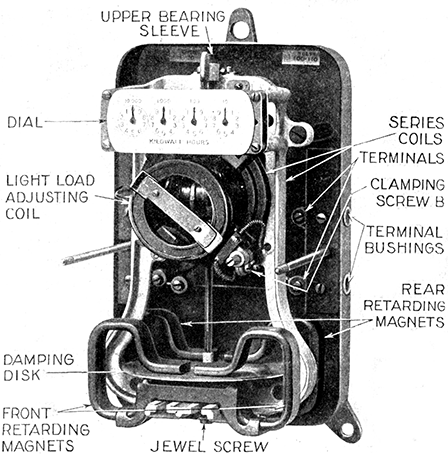 UPPER BEARING
SLEEVE
DIAL
KILOWATT HOURS
SERIES
COILS
TERMINALS
LIGHT LOAD
ADJUSTING
COIL
CLAMPING
SCREW B
TERMINAL
BUSHINGS
REAR
RETARDING
MAGNETS
DAMPING
DISK
FRONT
RETARDING
MAGNETS
JEWEL SCREW